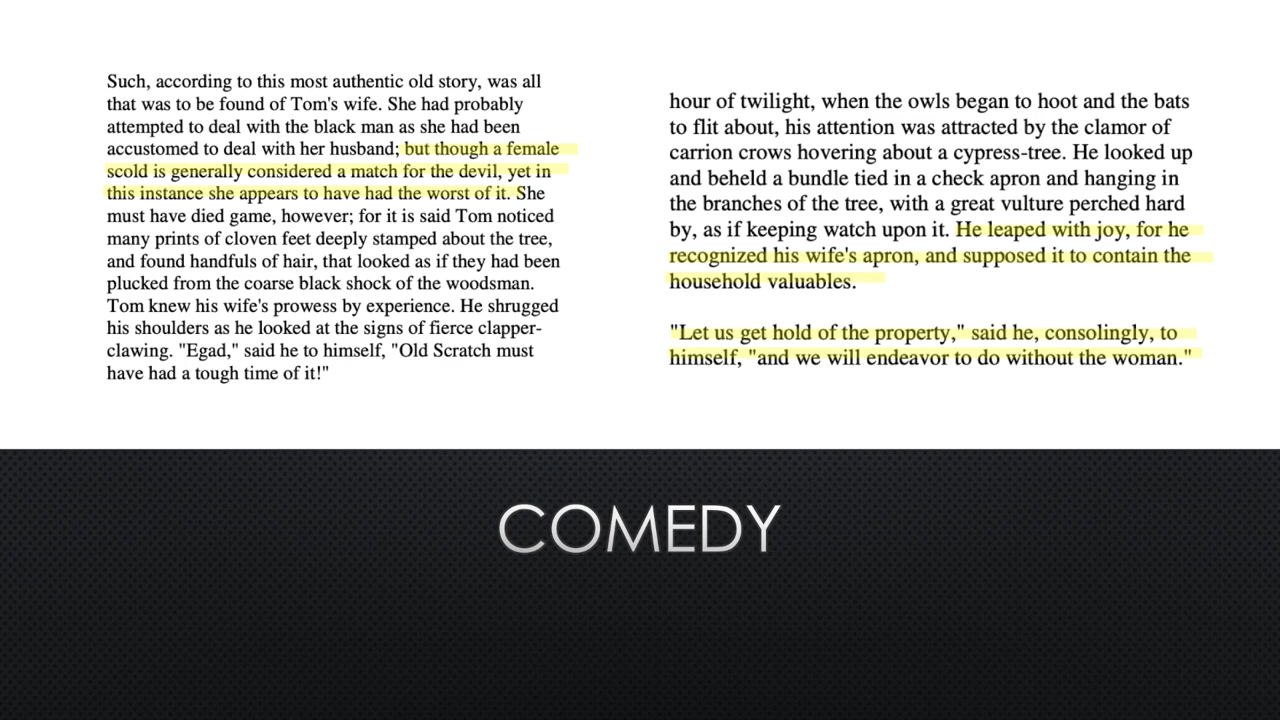 Such, according to this most authentic old story, was all
that was to be found of Tom's wife. She had probably
attempted to deal with the black man as she had been
accustomed to deal with her husband; but though a female
scold is generally considered a match for the devil, yet in
this instance she appears to have had the worst of it. She
must have died game, however; for it is said Tom noticed
many prints of cloven feet deeply stamped about the tree,
and found handfuls of hair, that looked as if they had been
plucked from the coarse black shock of the woodsman.
Tom knew his wife's prowess by experience. He shrugged
his shoulders as he looked at the signs of fierce clapper-
clawing. "Egad," said he to himself, "Old Scratch must
have had a tough time of it!"
hour of twilight, when the owls began to hoot and the bats
to flit about, his attention was attracted by the clamor of
carrion crows hovering about a cypress-tree. He looked up
and beheld a bundle tied in a check apron and hanging in
the branches of the tree, with a great vulture perched hard
by, as if keeping watch upon it. He leaped with joy, for he
recognized his wife's apron, and supposed it to contain the
household valuables.
"Let us get hold of the property," said he, consolingly, to
himself, "and we will endeavor to do without the woman."
COMEDY